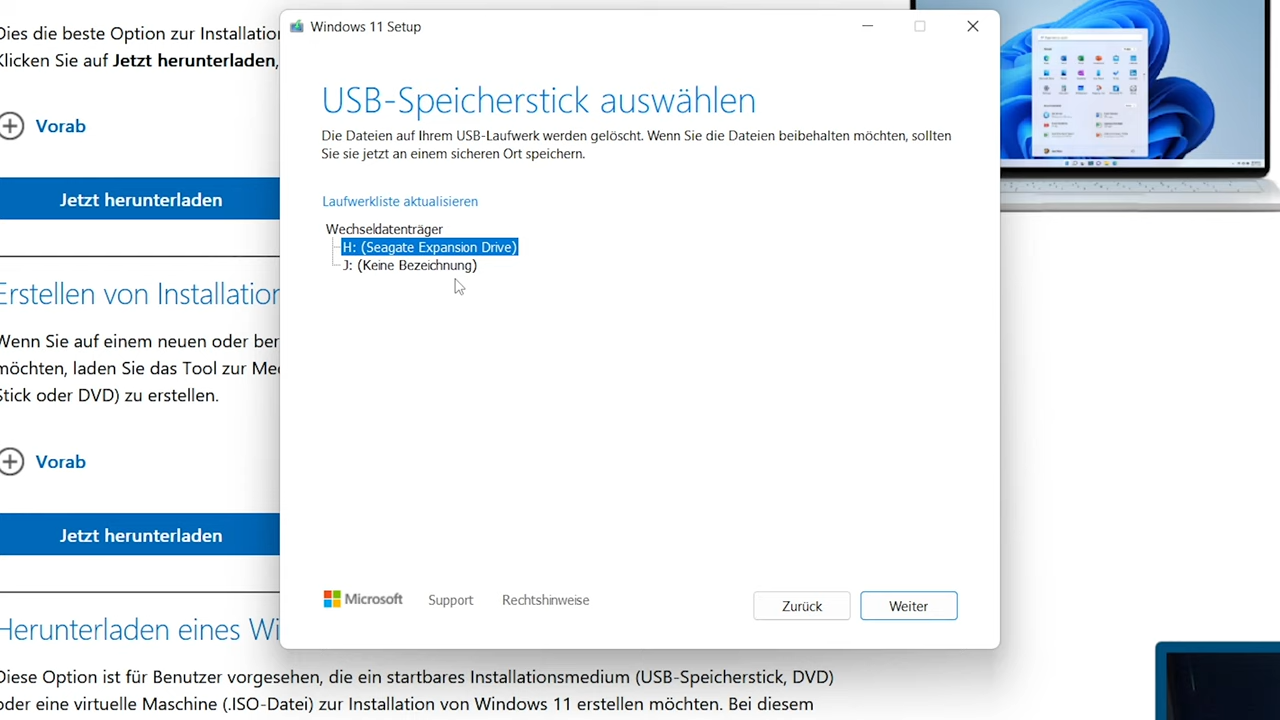 Dies die beste Option zur Installation
Klicken Sie auf Jetzt herunterladen,
Vorab
Jetzt herunterladen
Erstellen von Installation
Wenn Sie auf einem neuen oder ber
möchten, laden Sie das Tool zur Med
Stick oder DVD) zu erstellen.
Vorab
Jetzt herunterladen
Herunterladen eines Wi
Diese Option ist für Benutzer vorgesehen, die ein startbares Installationsmedium (USB-Speicherstick, DVD)
oder eine virtuelle Maschine (.ISO-Datei) zur Installation von Windows 11 erstellen möchten. Bei diesem
Windows 11 Setup
USB-Speicherstick auswählen
Die Dateien auf Ihrem USB-Laufwerk werden gelöscht. Wenn Sie die Dateien beibehalten möchten, sollten
Sie sie jetzt an einem sicheren Ort speichern.
Laufwerkliste aktualisieren
Wechseldatenträger
H: (Seagate Expansion Drive)
J: (Keine Bezeichnung)
Microsoft Support Rechtshinweise
Zurück Weiter